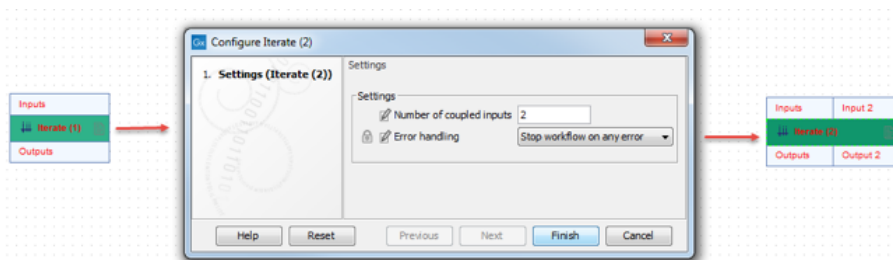 Gx Configure Iterate (2)
1. Settings (Iterate (2))
Settings
Settings
Number of coupled inputs 2
Error handling Stop workflow on any error
Inputs
Iterate (1)
Outputs
Inputs Input 2
Iterate (2)
Outputs Output 2
Help Reset Previous Next Finish Cancel